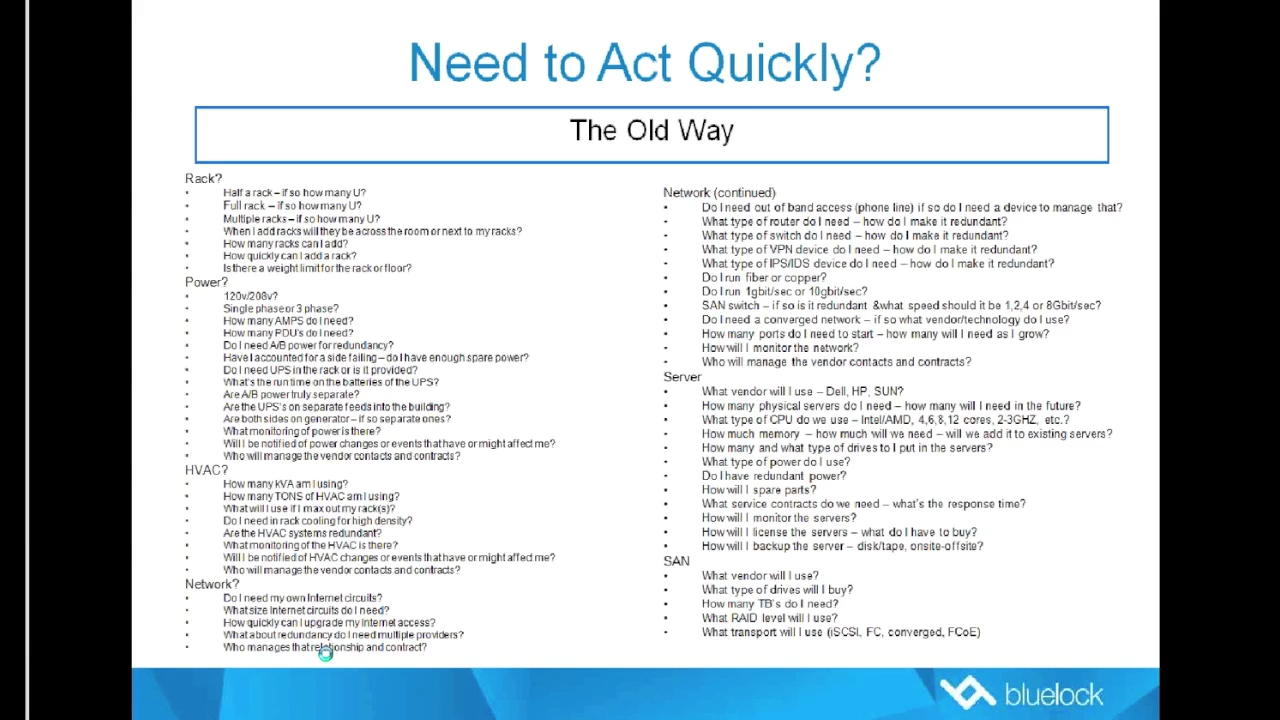 Need to Act Quickly?
The Old Way
Rack?
• Half a rack – if so how many U?
• Full rack – if so how many U?
• Multiple racks – if so how many U?
• When I add racks will they be across the room or next to my racks?
• How many racks can I add?
• How quickly can I add a rack?
• Is there a weight limit for the rack or floor?
Power?
• 120v/208v?
• Single phase or 3 phase?
• How many AMPS do I need?
• How many PDU's do I need?
• Do I need A/B power for redundancy?
• Have I accounted for a side failing – do I have enough spare power?
• Do I need UPS in the rack or is it provided?
• What's the run time on the batteries of the UPS?
• Are A/B power truly separate?
• Are the UPS's on separate feeds into the building?
• Are both sides on generator – if so separate ones?
• What monitoring of power is there?
• Will I be notified of power changes or events that have or might affect me?
• Who will manage the vendor contacts and contracts?
HVAC?
• How many kVA am I using?
• How many TONS of HVAC am I using?
• What will I use if I max out my rack(s)?
• Do I need in rack cooling for high density?
• Are the HVAC systems redundant?
• What monitoring of the HVAC is there?
• Will I be notified of HVAC changes or events that have or might affect me?
• Who will manage the vendor contacts and contracts?
Network?
• Do I need my own Internet circuits?
• What size Internet circuits do I need?
• How quickly can I upgrade my Internet access?
• What about redundancy do I need multiple providers?
• Who manages that relationship and contract?
Network (continued)
• Do I need out of band access (phone line) if so do I need a device to manage that?
• What type of router do I need – how do I make it redundant?
• What type of switch do I need – how do I make it redundant?
• What type of VPN device do I need – how do I make it redundant?
• What type of IPS/IDS device do I need – how do I make it redundant?
• Do I run fiber or copper?
• Do I run 1gbit/sec or 10gbit/sec?
• SAN switch – if so is it redundant &what speed should it be 1,2,4 or 8Gbit/sec?
• Do I need a converged network – if so what vendor/technology do I use?
• How many ports do I need to start – how many will I need as I grow?
• How will I monitor the network?
• Who will manage the vendor contacts and contracts?
Server
• What vendor will I use – Dell, HP, SUN?
• How many physical servers do I need – how many will I need in the future?
• What type of CPU do we use – Intel/AMD, 4,6,8,12 cores, 2-3GHZ, etc.?
• How much memory – how much will we need – will we add it to existing servers?
• How many and what type of drives to I put in the servers?
• What type of power do I use?
• Do I have redundant power?
• How will I spare parts?
• What service contracts do we need – what's the response time?
• How will I monitor the servers?
• How will I license the servers – what do I have to buy?
• How will I backup the server – disk/tape, onsite-offsite?
SAN
• What vendor will I use?
• What type of drives will I buy?
• How many TB's do I need?
• What RAID level will I use?
• What transport will I use (iSCSI, FC, converged, FCoE)
bluelock